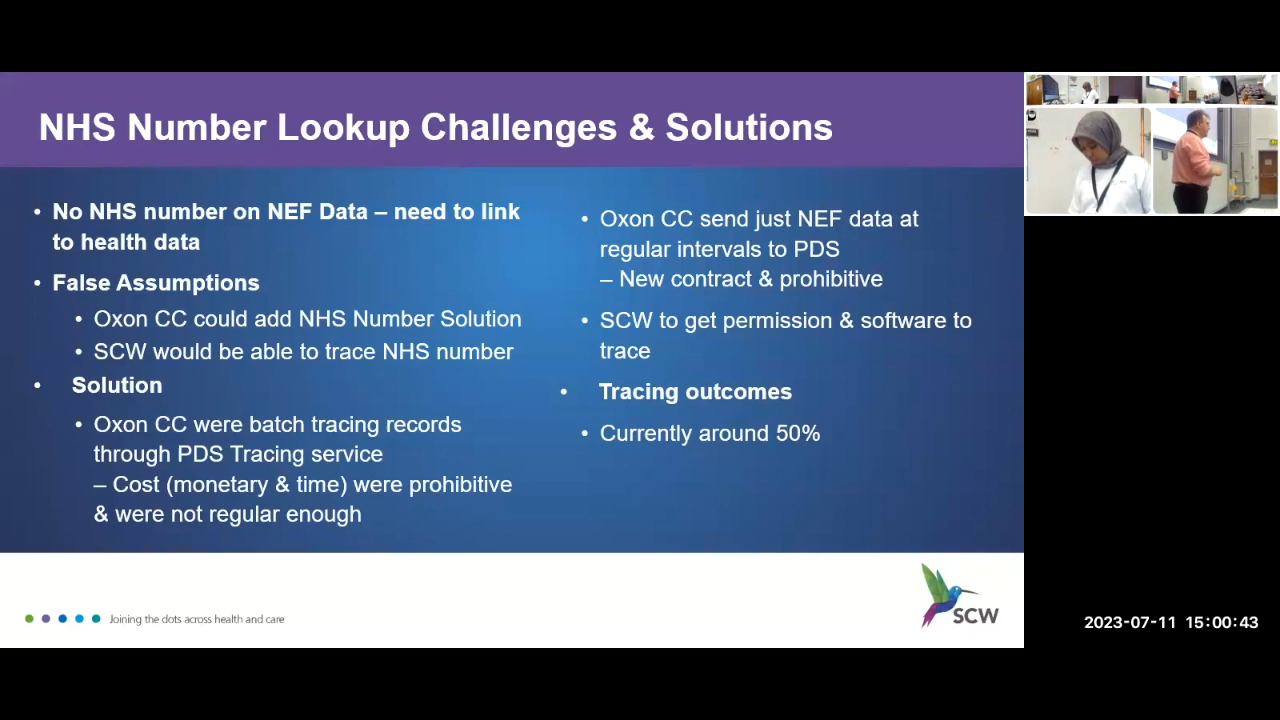 NHS Number Lookup Challenges & Solutions
• No NHS number on NEF Data – need to link
to health data
• False Assumptions
• Oxon CC could add NHS Number Solution
• SCW would be able to trace NHS number
• Solution
• Oxon CC were batch tracing records
through PDS Tracing service
– Cost (monetary & time) were prohibitive
& were not regular enough
• Oxon CC send just NEF data at
regular intervals to PDS
– New contract & prohibitive
• SCW to get permission & software to
trace
• Tracing outcomes
• Currently around 50%
Joining the dots across health and care
SCW
2023-07-11 15:00:43